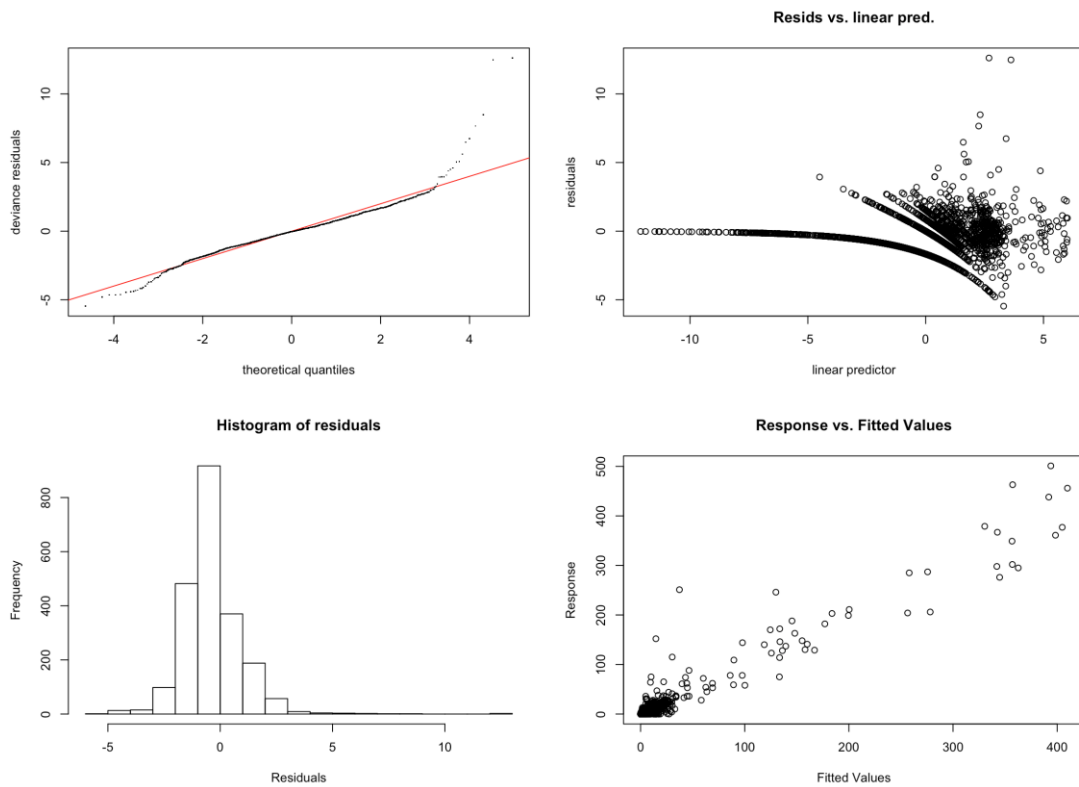 deviance residuals
-5 0 5 10
-4 -2 0 2 4
theoretical quantiles
Resids vs. linear pred.
residuals
-5 0 5 10
-10 -5 0 5
linear predictor
Histogram of residuals
Frequency
0 200 400 600 800
-5 0 5 10
Residuals
Response vs. Fitted Values
Response
0 100 200 300 400 500
0 100 200 300 400
Fitted Values